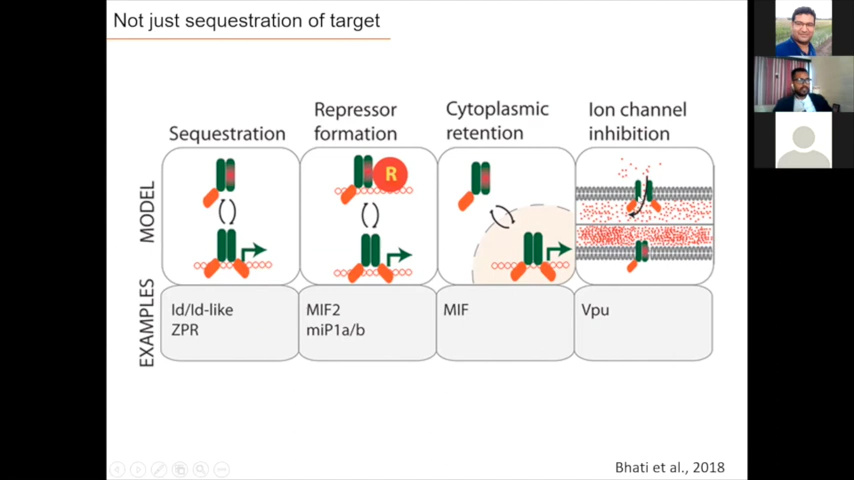 Not just sequestration of target
Sequestration
Repressor
formation
Cytoplasmic
retention
Ion channel
inhibition
MODEL
R
EXAMPLES
Id/Id-like
ZPR
MIF2
miP1a/b
MIF
Vpu
Bhati et al., 2018